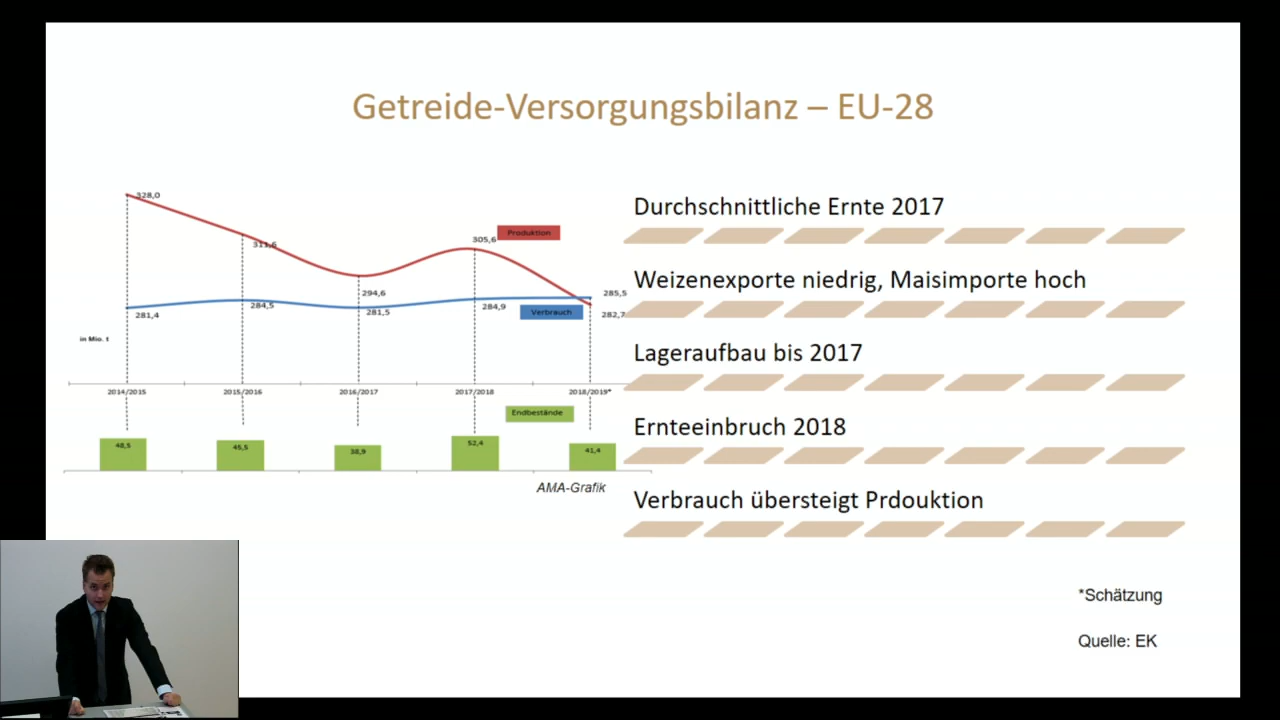 Getreide-Versorgungsbilanz – EU-28
328,0
311,6
294,6
305,6
Produktion
285,5
281,4
284,5
281,5
284,9
Verbrauch
282,7
in Mio. t
2014/2015
2015/2016
2016/2017
2017/2018
2018/2019*
Endbestände
48,5
45,5
38,9
52,4
41,4
AMA-Grafik
Durchschnittliche Ernte 2017
Weizenexporte niedrig, Maisimporte hoch
Lageraufbau bis 2017
Ernteeinbruch 2018
Verbrauch übersteigt Prdouktion
*Schätzung
Quelle: EK